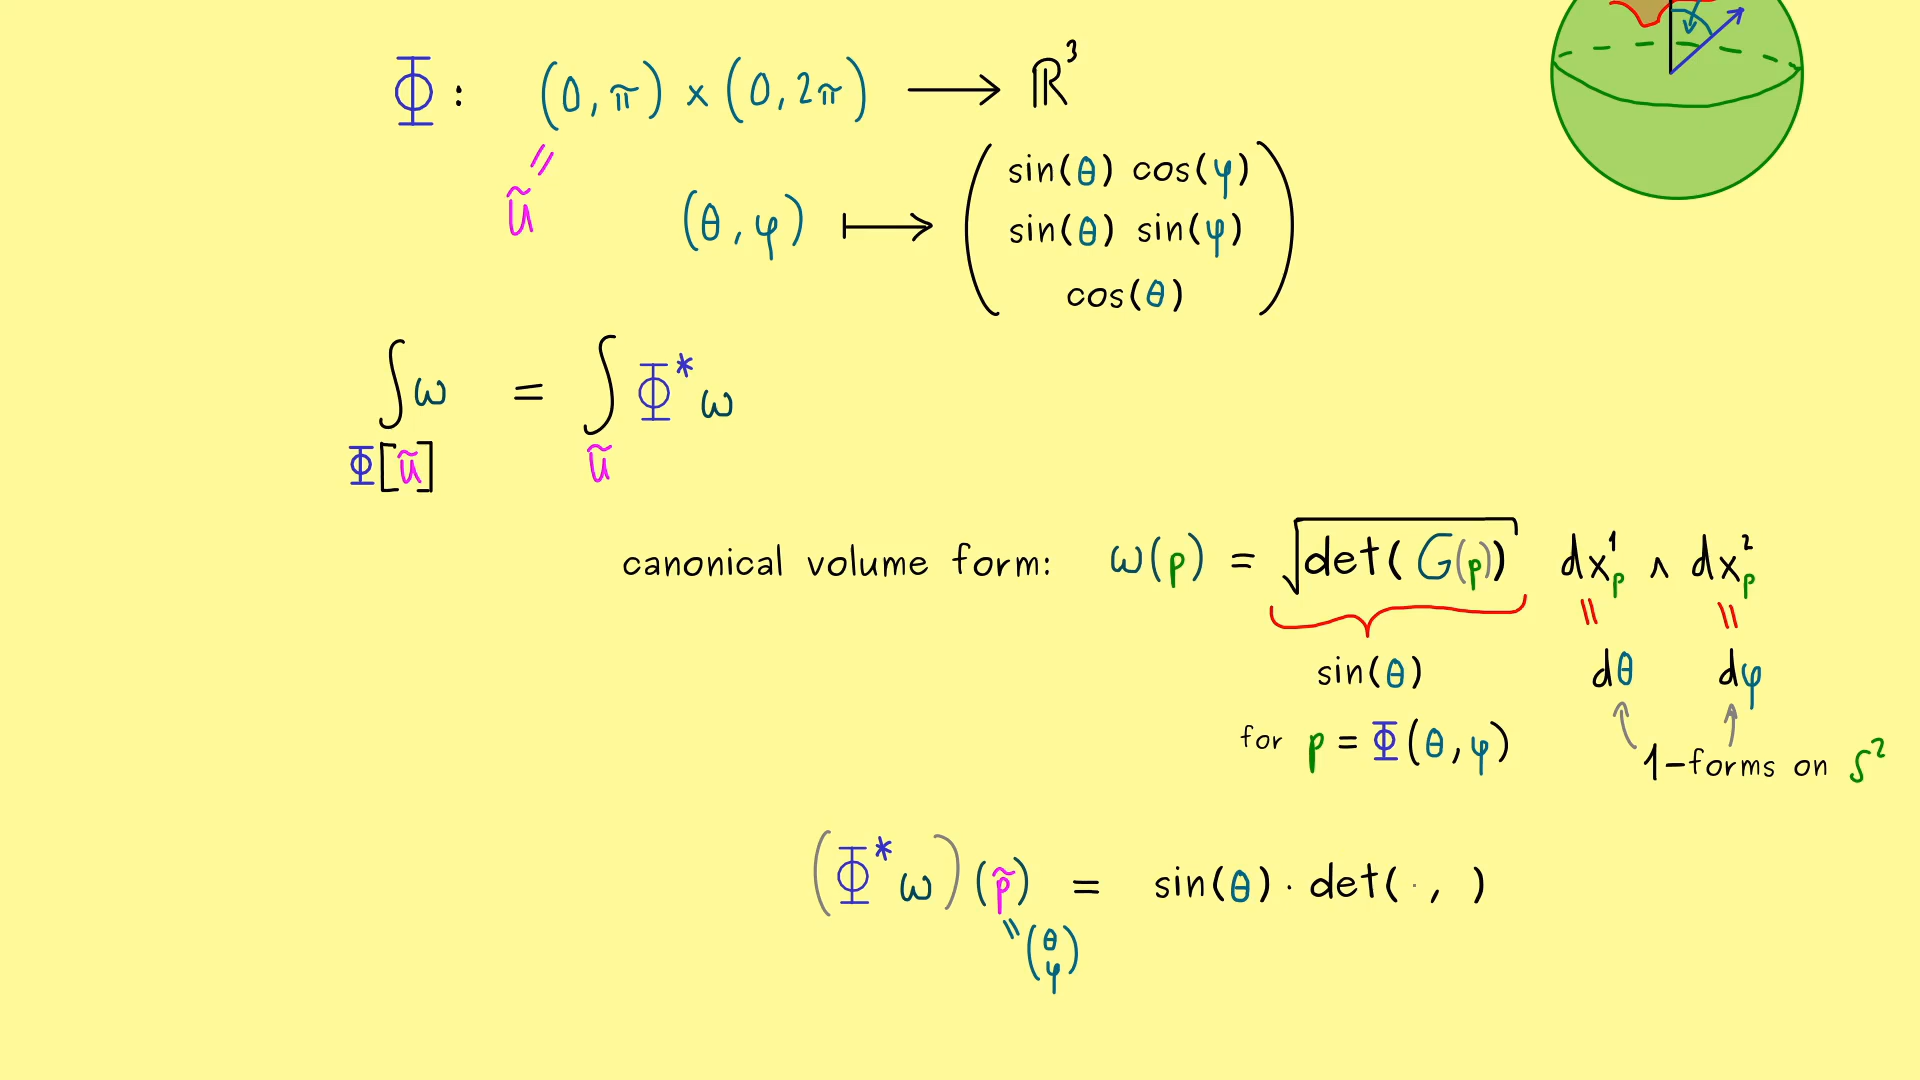 Φ : (0, π) × (0, 2π) ⟶ ℝ³
=
ũ
(θ, φ) ⟼ ( sin(θ) cos(φ)
sin(θ) sin(φ)
cos(θ) )
∫ ω = ∫ Φ* ω
Φ[ũ] ũ
canonical volume form: ω(p) = √det(G(p)) dx¹ₚ ∧ dx²ₚ
= =
sin(θ) dθ dφ
for p = Φ(θ, φ)
1-forms on S²
(Φ* ω)(p̃) = sin(θ) · det( · , )
= (θ
φ)